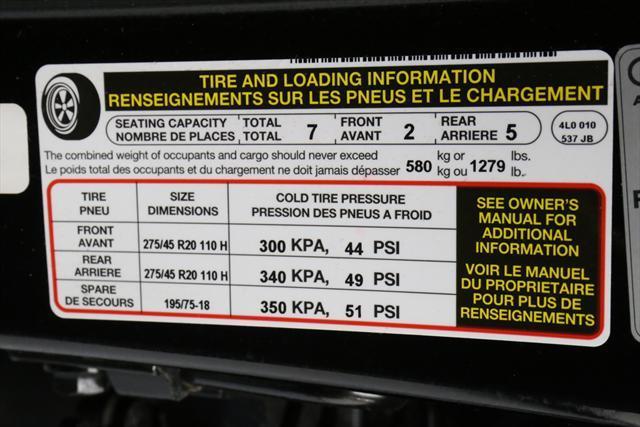 TIRE AND LOADING INFORMATION
RENSEIGNEMENTS SUR LES PNEUS ET LE CHARGEMENT
SEATING CAPACITY TOTAL 7 FRONT 2 REAR 5
NOMBRE DE PLACES TOTAL AVANT ARRIERE
4L0 010
537 JB
The combined weight of occupants and cargo should never exceed 580 kg or 1279 lbs.
Le poids total des occupants et du chargement ne doit jamais dépasser kg ou lb.
TIRE SIZE COLD TIRE PRESSURE
PNEU DIMENSIONS PRESSION DES PNEUS A FROID
FRONT
AVANT 275/45 R20 110 H 300 KPA, 44 PSI
REAR
ARRIERE 275/45 R20 110 H 340 KPA, 49 PSI
SPARE
DE SECOURS 195/75-18 350 KPA, 51 PSI
SEE OWNER'S
MANUAL FOR
ADDITIONAL
INFORMATION
VOIR LE MANUEL
DU PROPRIETAIRE
POUR PLUS DE
RENSEIGNEMENTS